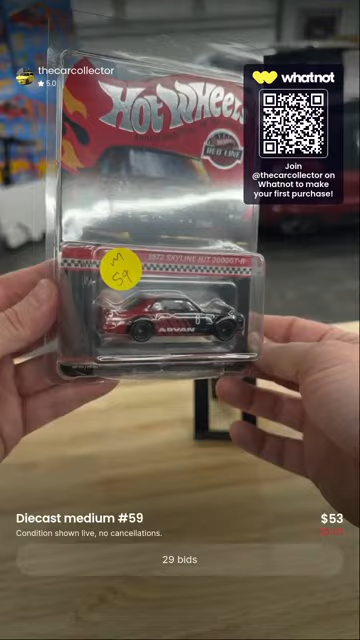 thecarcollector
★ 5.0
whatnot
Join
@thecarcollector on
Whatnot to make
your first purchase!
Hot Wheels
RED LINE
1972 SKYLINE H/T 2000GT-R
M
59
ADVAN
8
Diecast medium #59
$53
Condition shown live, no cancellations.
29 bids